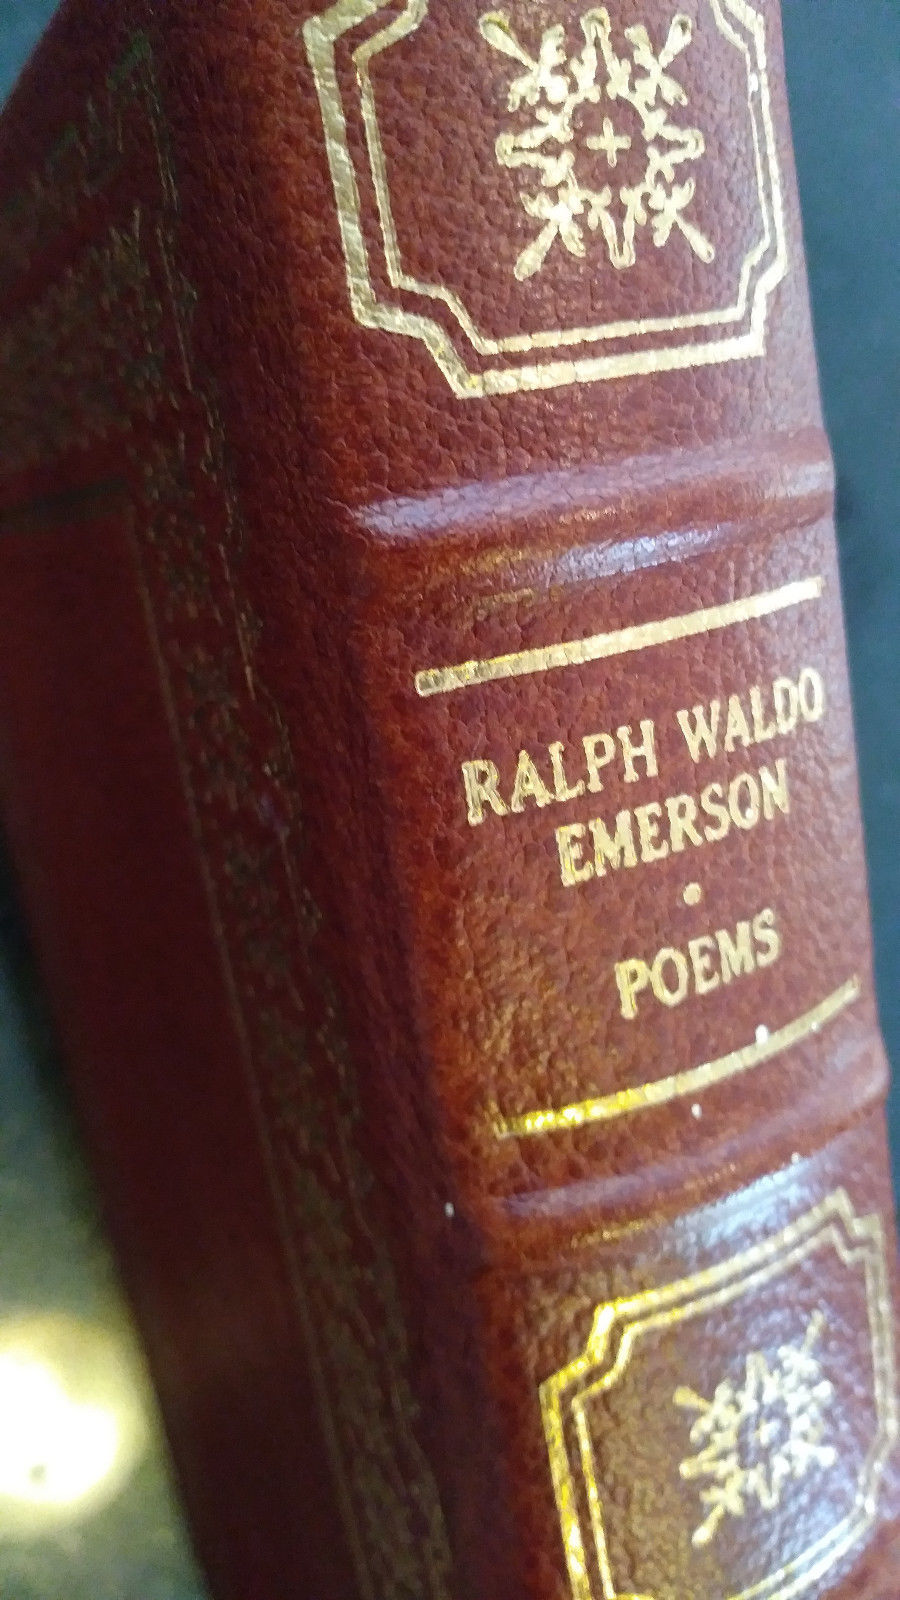 RALPH WALDO
EMERSON
•
POEMS